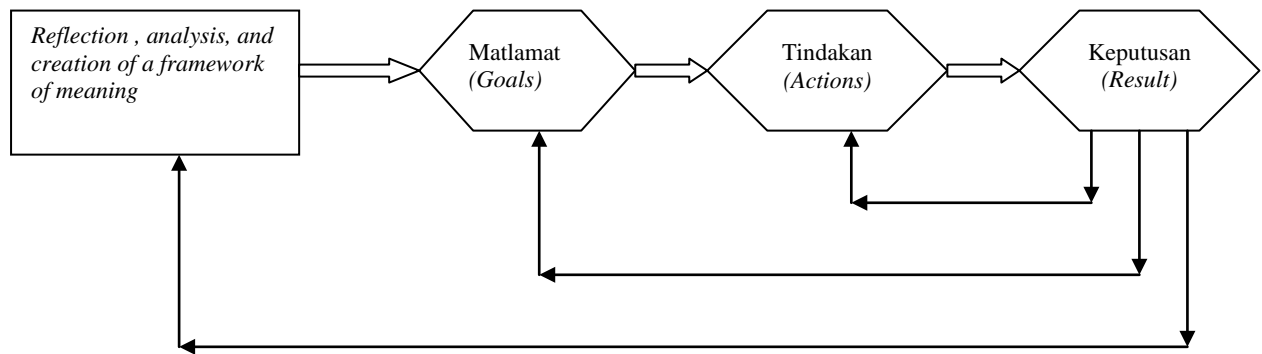 Reflection , analysis, and
creation of a framework
of meaning
Matlamat
(Goals)
Tindakan
(Actions)
Keputusan
(Result)